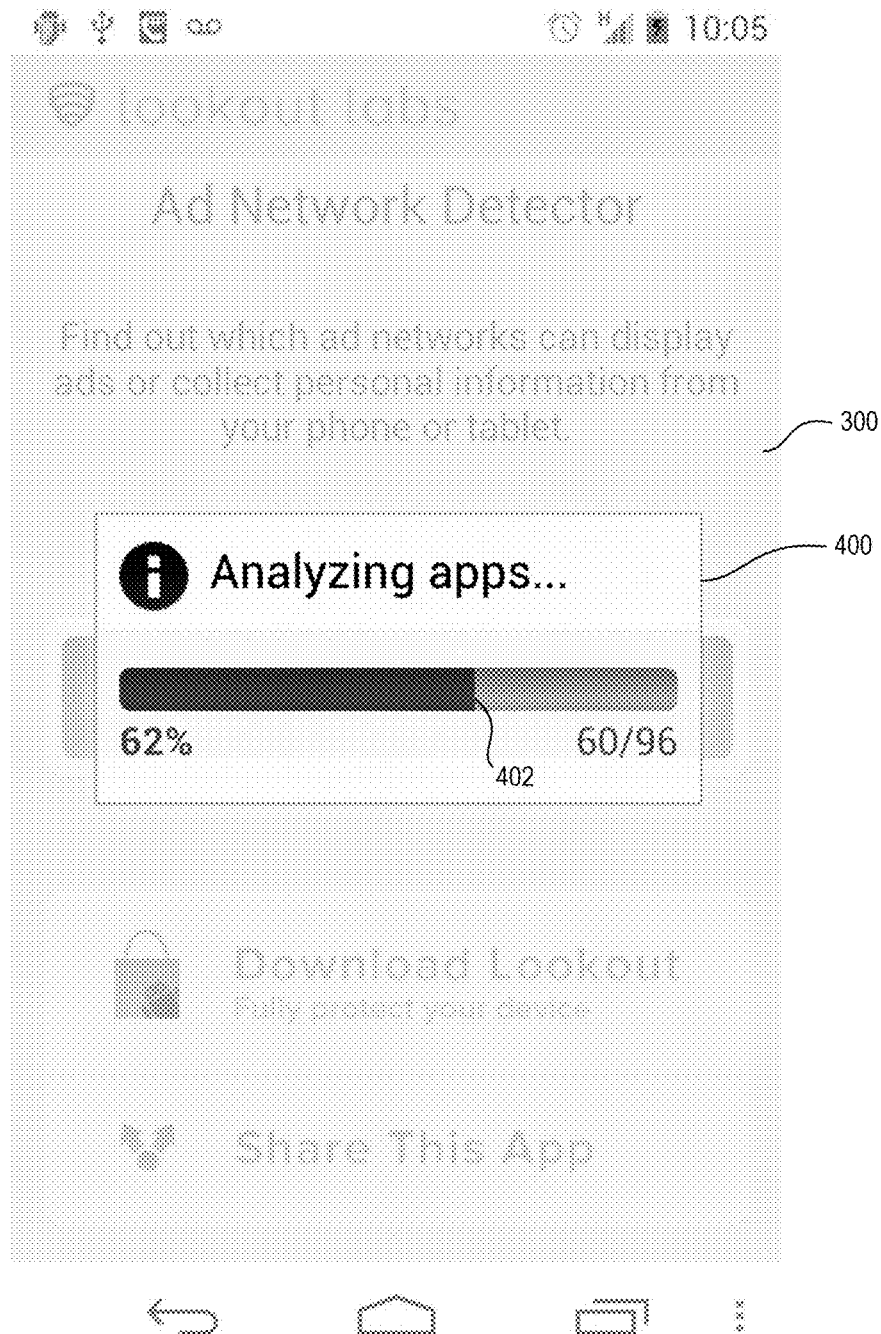 10:05
lookout labs
Ad Network Detector
Find out which ad networks can display
ads or collect personal information from
your phone or tablet.
300
400
Analyzing apps...
62%
60/96
402
Download Lookout
Fully protect your device
Share This App